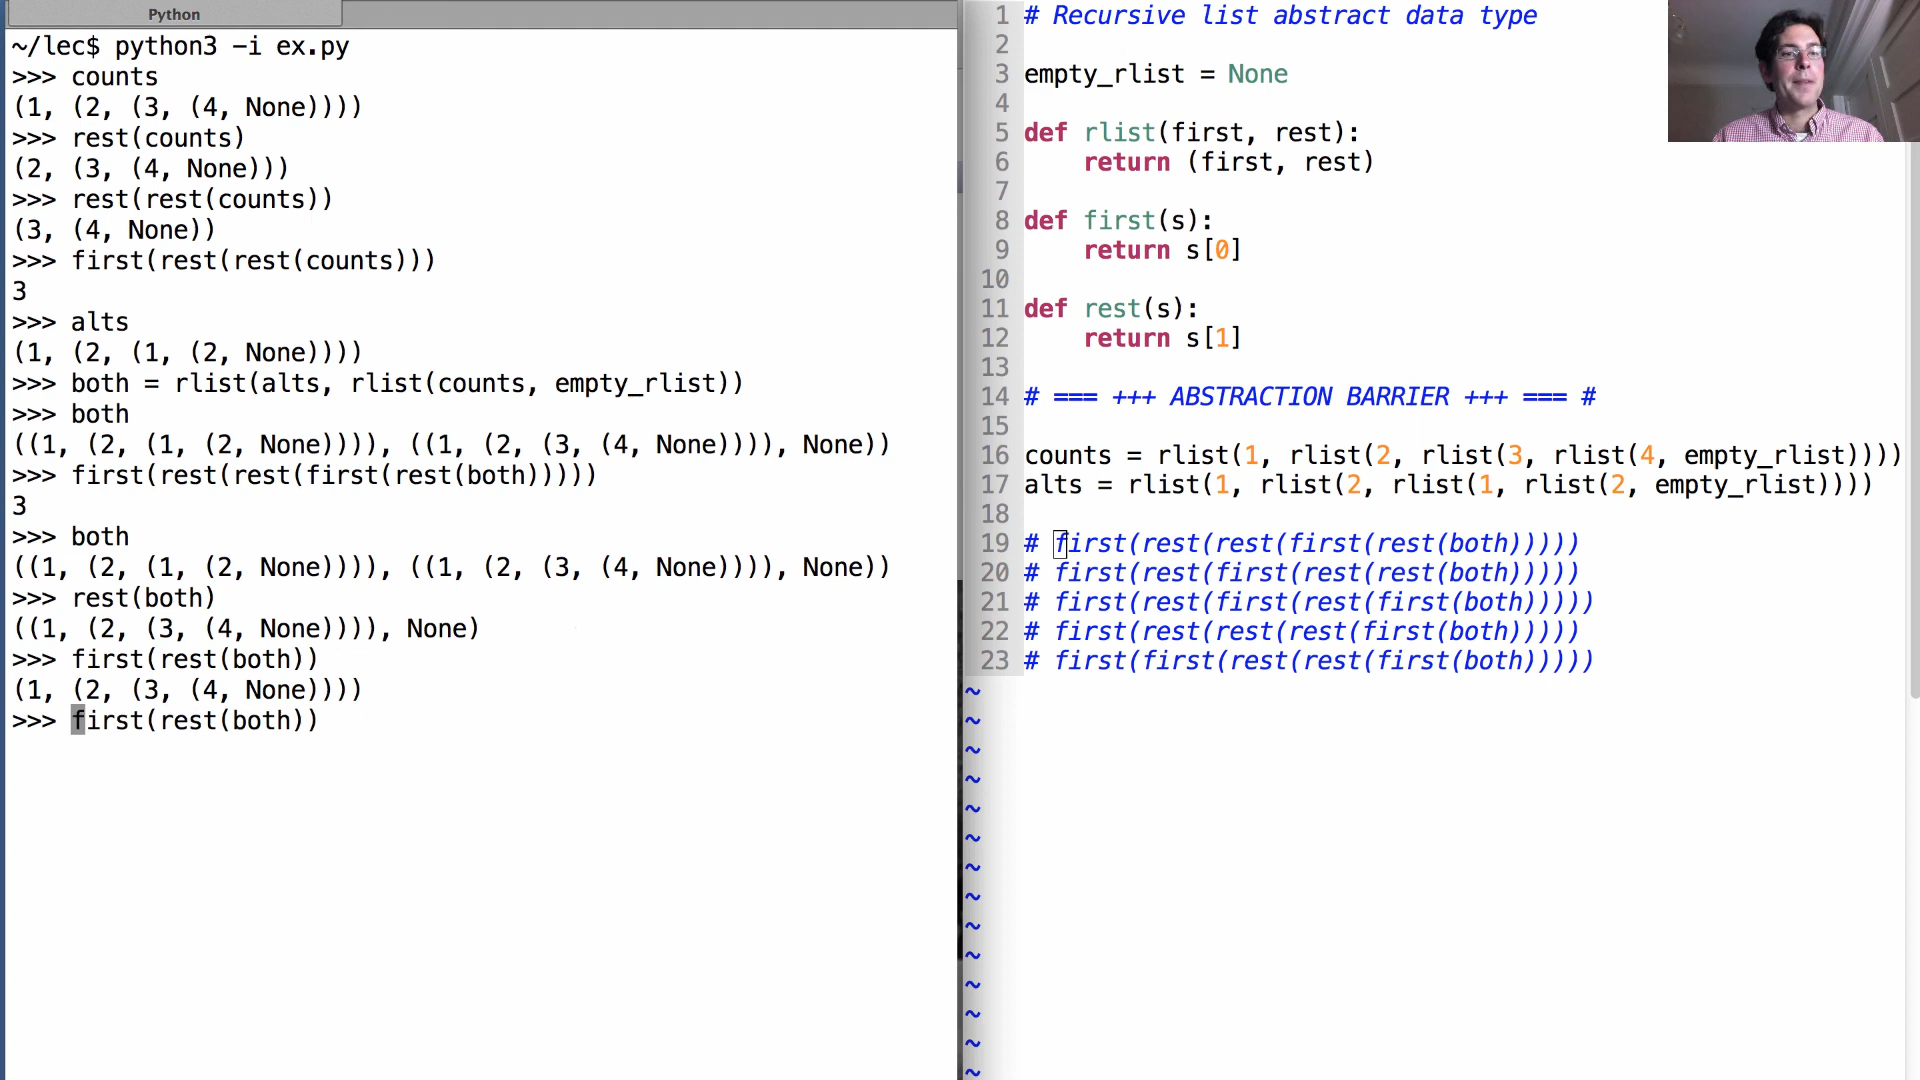 Python
~/lec$ python3 -i ex.py
>>> counts
(1, (2, (3, (4, None))))
>>> rest(counts)
(2, (3, (4, None)))
>>> rest(rest(counts))
(3, (4, None))
>>> first(rest(rest(counts)))
3
>>> alts
(1, (2, (1, (2, None))))
>>> both = rlist(alts, rlist(counts, empty_rlist))
>>> both
((1, (2, (1, (2, None)))), ((1, (2, (3, (4, None)))), None))
>>> first(rest(rest(first(rest(both)))))
3
>>> both
((1, (2, (1, (2, None)))), ((1, (2, (3, (4, None)))), None))
>>> rest(both)
((1, (2, (3, (4, None)))), None)
>>> first(rest(both))
(1, (2, (3, (4, None))))
>>> first(rest(both))
1 # Recursive list abstract data type
2
3 empty_rlist = None
4
5 def rlist(first, rest):
6     return (first, rest)
7
8 def first(s):
9     return s[0]
10
11 def rest(s):
12     return s[1]
13
14 # === +++ ABSTRACTION BARRIER +++ === #
15
16 counts = rlist(1, rlist(2, rlist(3, rlist(4, empty_rlist))))
17 alts = rlist(1, rlist(2, rlist(1, rlist(2, empty_rlist))))
18
19 # first(rest(rest(first(rest(both)))))
20 # first(rest(first(rest(rest(both)))))
21 # first(rest(first(rest(first(both)))))
22 # first(rest(rest(rest(first(both)))))
23 # first(first(rest(rest(first(both)))))
~
~
~
~
~
~
~
~
~
~
~
~
~
~